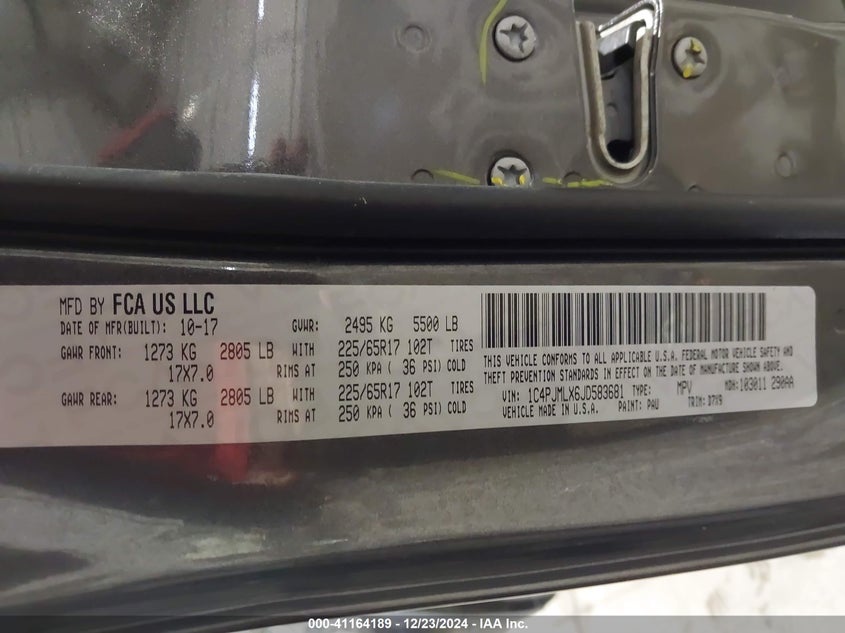 MFD BY FCA US LLC
DATE OF MFR(BUILT): 10-17 GVWR: 2495 KG 5500 LB
GAWR FRONT: 1273 KG 2805 LB WITH 225/65R17 102T TIRES
17X7.0 RIMS AT 250 KPA ( 36 PSI) COLD
GAWR REAR: 1273 KG 2805 LB WITH 225/65R17 102T TIRES
17X7.0 RIMS AT 250 KPA ( 36 PSI) COLD
THIS VEHICLE CONFORMS TO ALL APPLICABLE U.S.A. FEDERAL MOTOR VEHICLE SAFETY AND
THEFT PREVENTION STANDARDS IN EFFECT ON THE DATE OF MANUFACTURE SHOWN ABOVE.
VIN: 1C4PJMLX6JD583681 TYPE: MPV MDH: 103011 290AA
VEHICLE MADE IN U.S.A. PAINT: PAU TRIM: D7X9
000-41164189 - 12/23/2024 - IAA Inc.